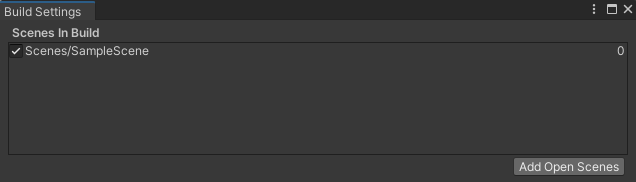 Build Settings
Scenes In Build
Scenes/SampleScene 0
Add Open Scenes